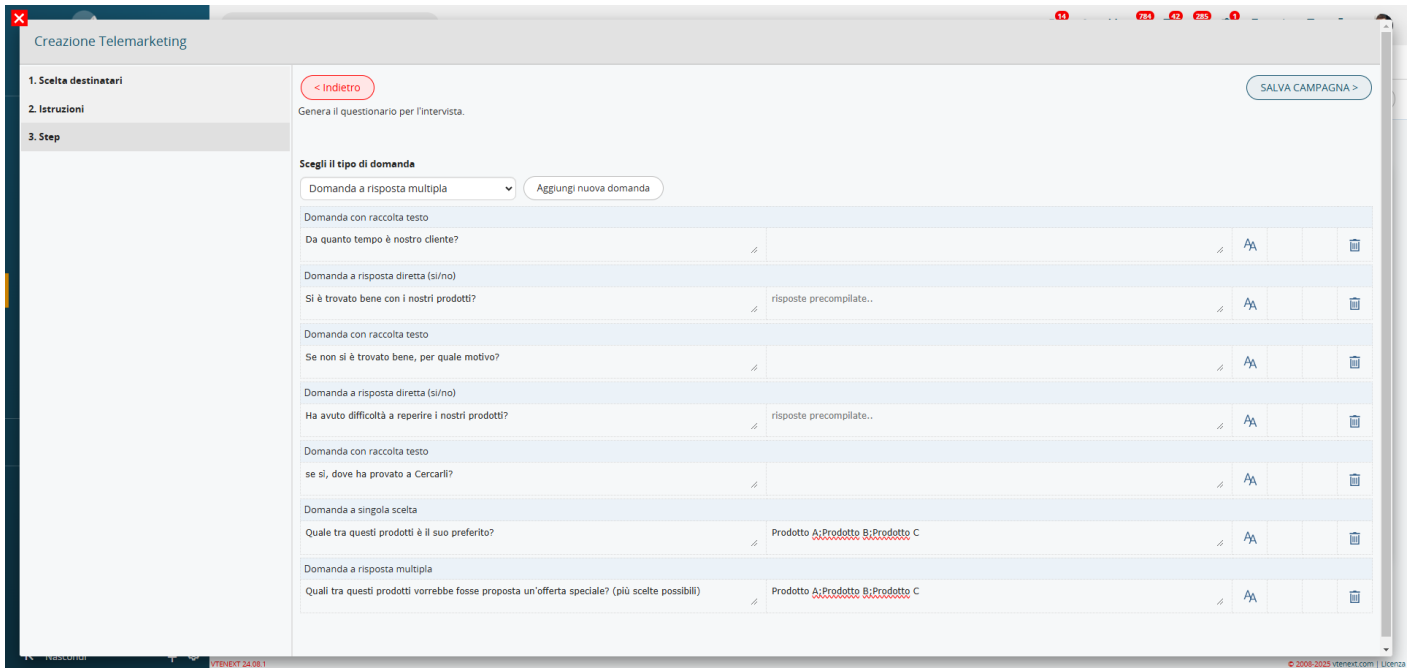 14 784 42 285 1
Creazione Telemarketing
1. Scelta destinatari
2. Istruzioni
3. Step
< Indietro
SALVA CAMPAGNA >
Genera il questionario per l'intervista.
Scegli il tipo di domanda
Domanda a risposta multipla
Aggiungi nuova domanda
Domanda con raccolta testo
Da quanto tempo è nostro cliente?
Domanda a risposta diretta (si/no)
Si è trovato bene con i nostri prodotti?
risposte precompilate..
Domanda con raccolta testo
Se non si è trovato bene, per quale motivo?
Domanda a risposta diretta (si/no)
Ha avuto difficoltà a reperire i nostri prodotti?
risposte precompilate..
Domanda con raccolta testo
se sì, dove ha provato a Cercarli?
Domanda a singola scelta
Quale tra questi prodotti è il suo preferito?
Prodotto A;Prodotto B;Prodotto C
Domanda a risposta multipla
Quali tra questi prodotti vorrebbe fosse proposta un'offerta speciale? (più scelte possibili)
Prodotto A;Prodotto B;Prodotto C
Nascondi
VTENEXT 24.08.1
© 2008-2025 vtenext.com | Licenza